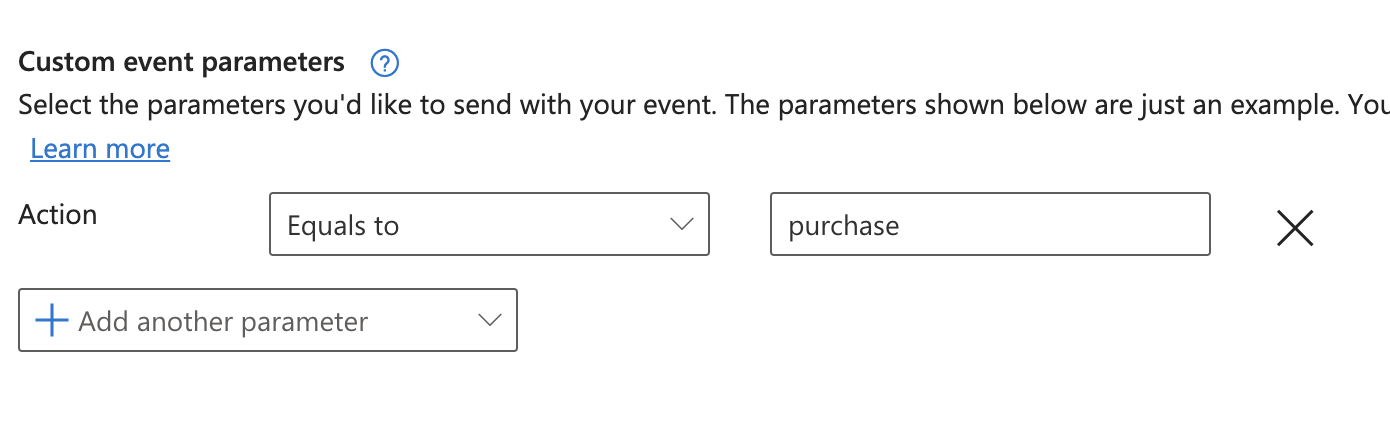 Custom event parameters ?
Select the parameters you'd like to send with your event. The parameters shown below are just an example. You
Learn more
Action Equals to purchase
Add another parameter